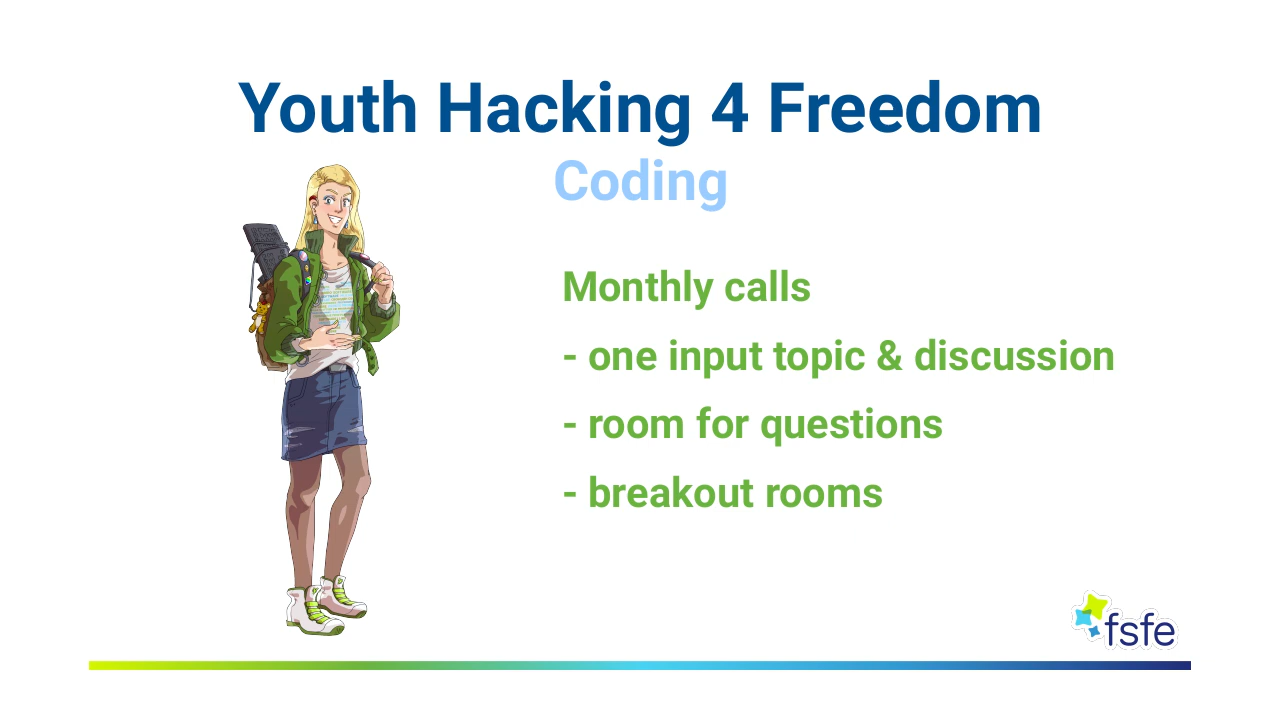 Youth Hacking 4 Freedom
Coding
Monthly calls
- one input topic & discussion
- room for questions
- breakout rooms
fsfe